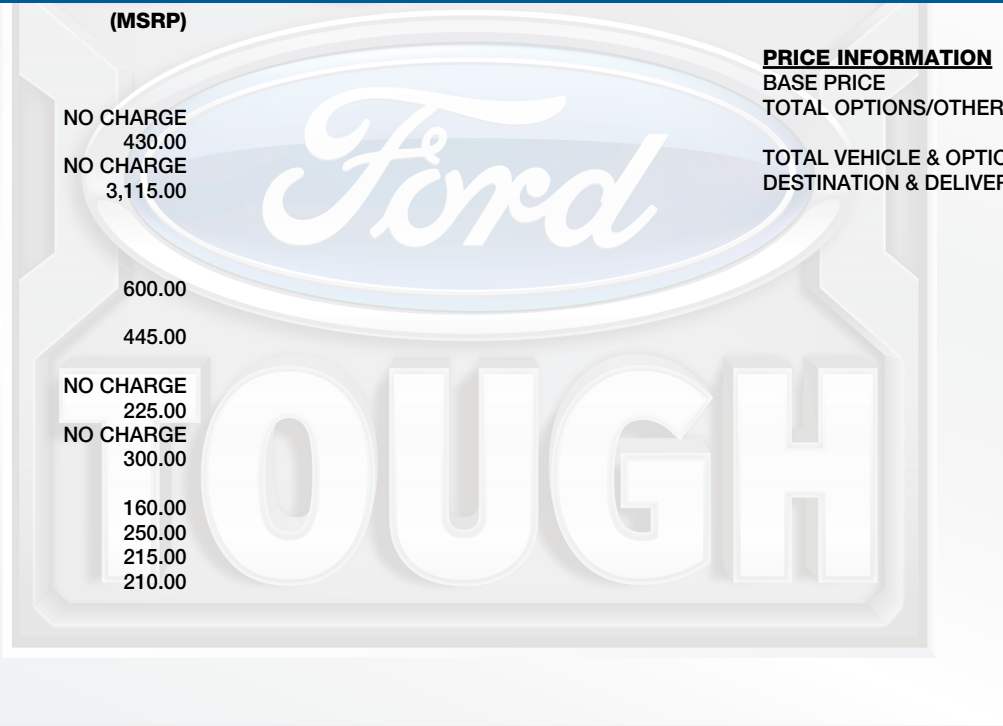 (MSRP)
NO CHARGE
430.00
NO CHARGE
3,115.00
600.00
445.00
NO CHARGE
225.00
NO CHARGE
300.00
160.00
250.00
215.00
210.00
PRICE INFORMATION
BASE PRICE
TOTAL OPTIONS/OTHER
TOTAL VEHICLE & OPTIO
DESTINATION & DELIVER
Ford
TOUGH